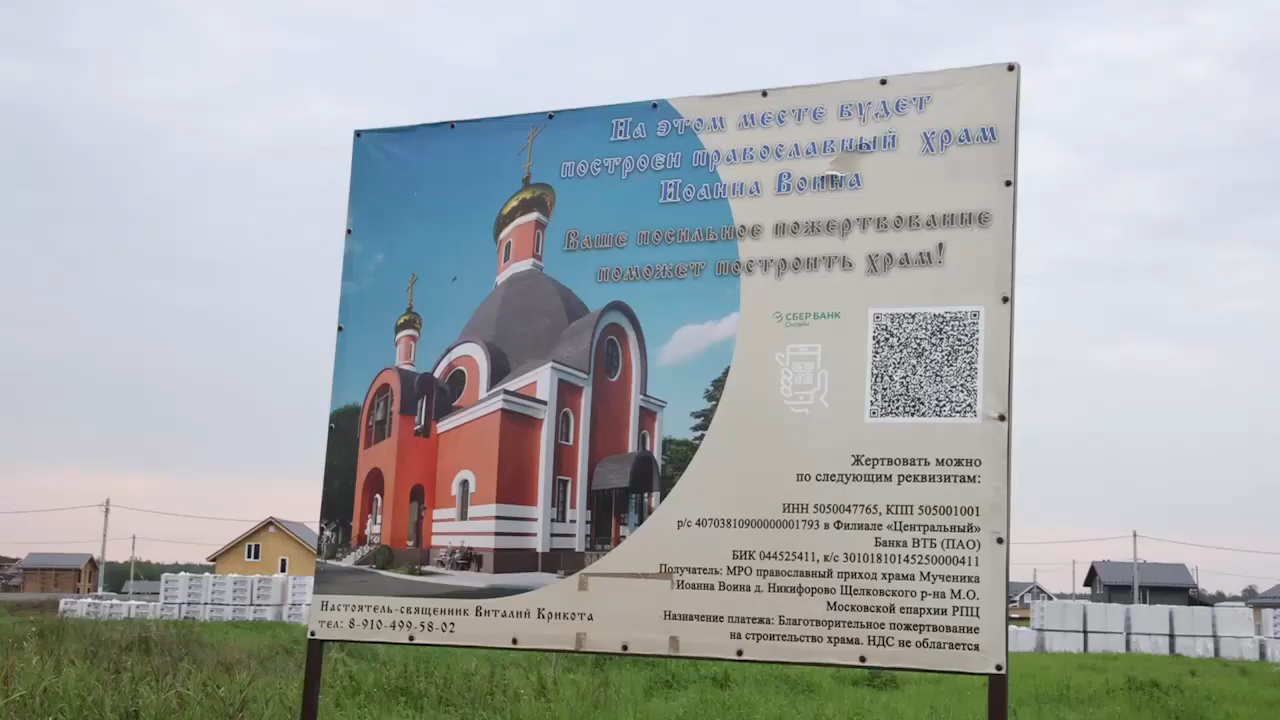 На этом месте будет
построен православный храм
Иоанна Воина
Ваше посильное пожертвование
поможет построить храм!
СБЕР БАНК
Онлайн
Жертвовать можно
по следующим реквизитам:
ИНН 5050047765, КПП 505001001
р/с 40703810900000001793 в Филиале «Центральный»
Банка ВТБ (ПАО)
БИК 044525411, к/с 30101810145250000411
Получатель: МРО православный приход храма Мученика
Иоанна Воина д. Никифорово Щелковского р-на М.О.
Московской епархии РПЦ
Назначение платежа: Благотворительное пожертвование
на строительство храма. НДС не облагается
Настоятель-священник Виталий Крикота
тел: 8-910-499-58-02